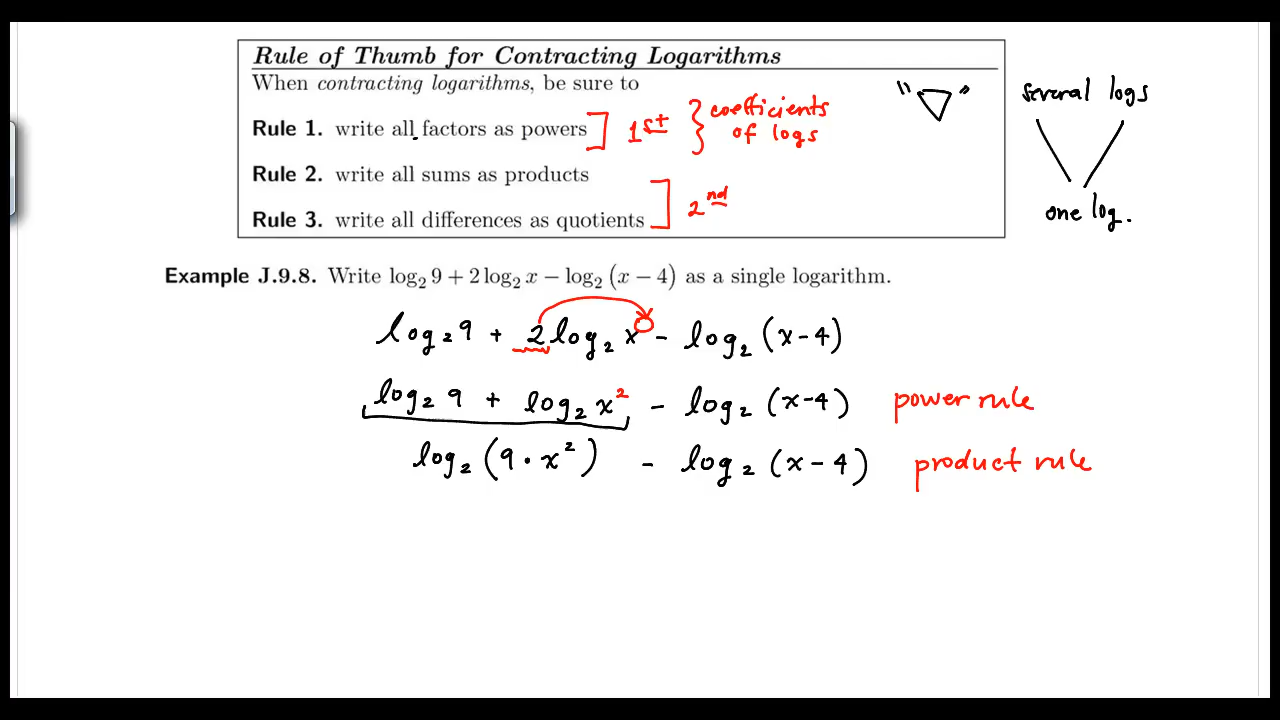 Rule of Thumb for Contracting Logarithms
When contracting logarithms, be sure to
Rule 1. write all factors as powers
1st
coefficients
of logs
Rule 2. write all sums as products
Rule 3. write all differences as quotients
2nd
" "
several logs
one log.
Example J.9.8. Write log₂ 9 + 2 log₂ x − log₂ (x − 4) as a single logarithm.
log₂ 9 + 2 log₂ x − log₂ (x − 4)
log₂ 9 + log₂ x² − log₂ (x − 4) power rule
log₂ (9 · x²) − log₂ (x − 4) product rule